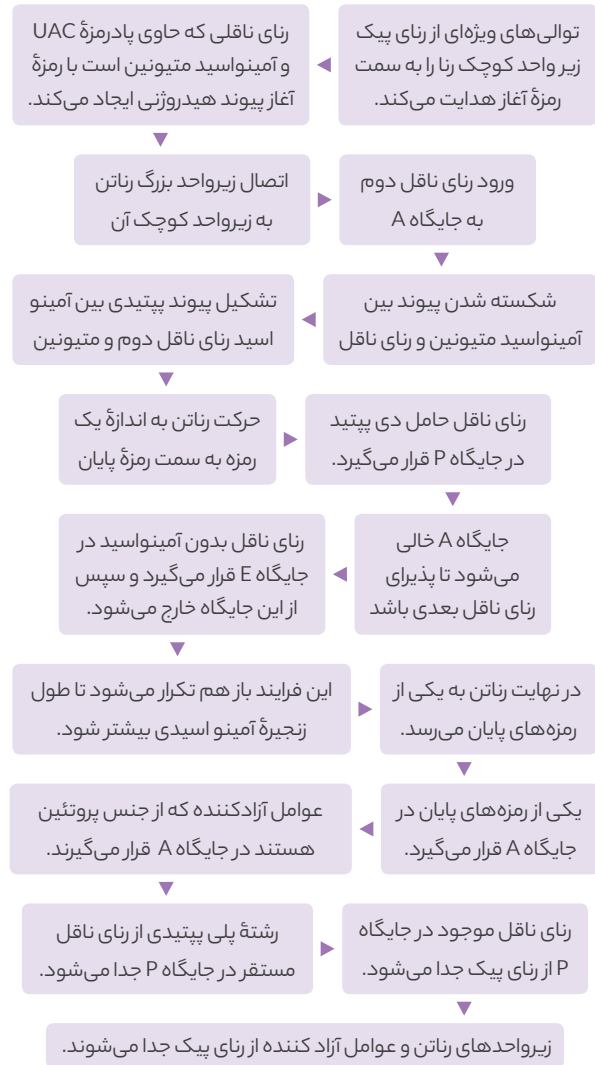 توالی‌های ویژه‌ای از رنای پیک
زیر واحد کوچک رنا را به سمت
رمزهٔ آغاز هدایت می‌کند.
رنای ناقلی که حاوی پادرمزهٔ UAC
و آمینواسید متیونین است با رمزهٔ
آغاز پیوند هیدروژنی ایجاد می‌کند.
اتصال زیرواحد بزرگ رناتن
به زیرواحد کوچک آن
ورود رنای ناقل دوم
به جایگاه A
شکسته شدن پیوند بین
آمینواسید متیونین و رنای ناقل
تشکیل پیوند پپتیدی بین آمینو
اسید رنای ناقل دوم و متیونین
حرکت رناتن به اندازهٔ یک
رمزه به سمت رمزهٔ پایان
رنای ناقل حامل دی پپتید
در جایگاه P قرار می‌گیرد.
جایگاه A خالی
می‌شود تا پذیرای
رنای ناقل بعدی باشد
رنای ناقل بدون آمینواسید در
جایگاه E قرار می‌گیرد و سپس
از این جایگاه خارج می‌شود.
این فرایند باز هم تکرار می‌شود تا طول
زنجیرهٔ آمینو اسیدی بیشتر شود.
در نهایت رناتن به یکی از
رمزه‌های پایان می‌رسد.
یکی از رمزه‌های پایان در
جایگاه A قرار می‌گیرد.
عوامل آزادکننده که از جنس پروتئین
هستند در جایگاه A قرار می‌گیرند.
رشتهٔ پلی پپتیدی از رنای ناقل
مستقر در جایگاه P جدا می‌شود.
رنای ناقل موجود در جایگاه
P از رنای پیک جدا می‌شود.
زیرواحدهای رناتن و عوامل آزاد کننده از رنای پیک جدا می‌شوند.